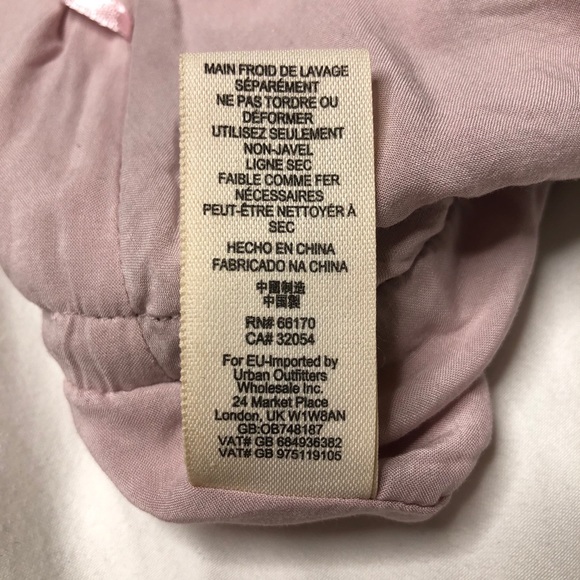 MAIN FROID DE LAVAGE
SÉPARÉMENT
NE PAS TORDRE OU
DÉFORMER
UTILISEZ SEULEMENT
NON-JAVEL
LIGNE SEC
FAIBLE COMME FER
NÉCESSAIRES
PEUT-ÊTRE NETTOYER À
SEC
HECHO EN CHINA
FABRICADO NA CHINA
中國制造
中国製
RN# 66170
CA# 32054
For EU-Imported by
Urban Outfitters
Wholesale Inc.
24 Market Place
London, UK W1W8AN
GB:OB748187
VAT# GB 684936382
VAT# GB 975119105